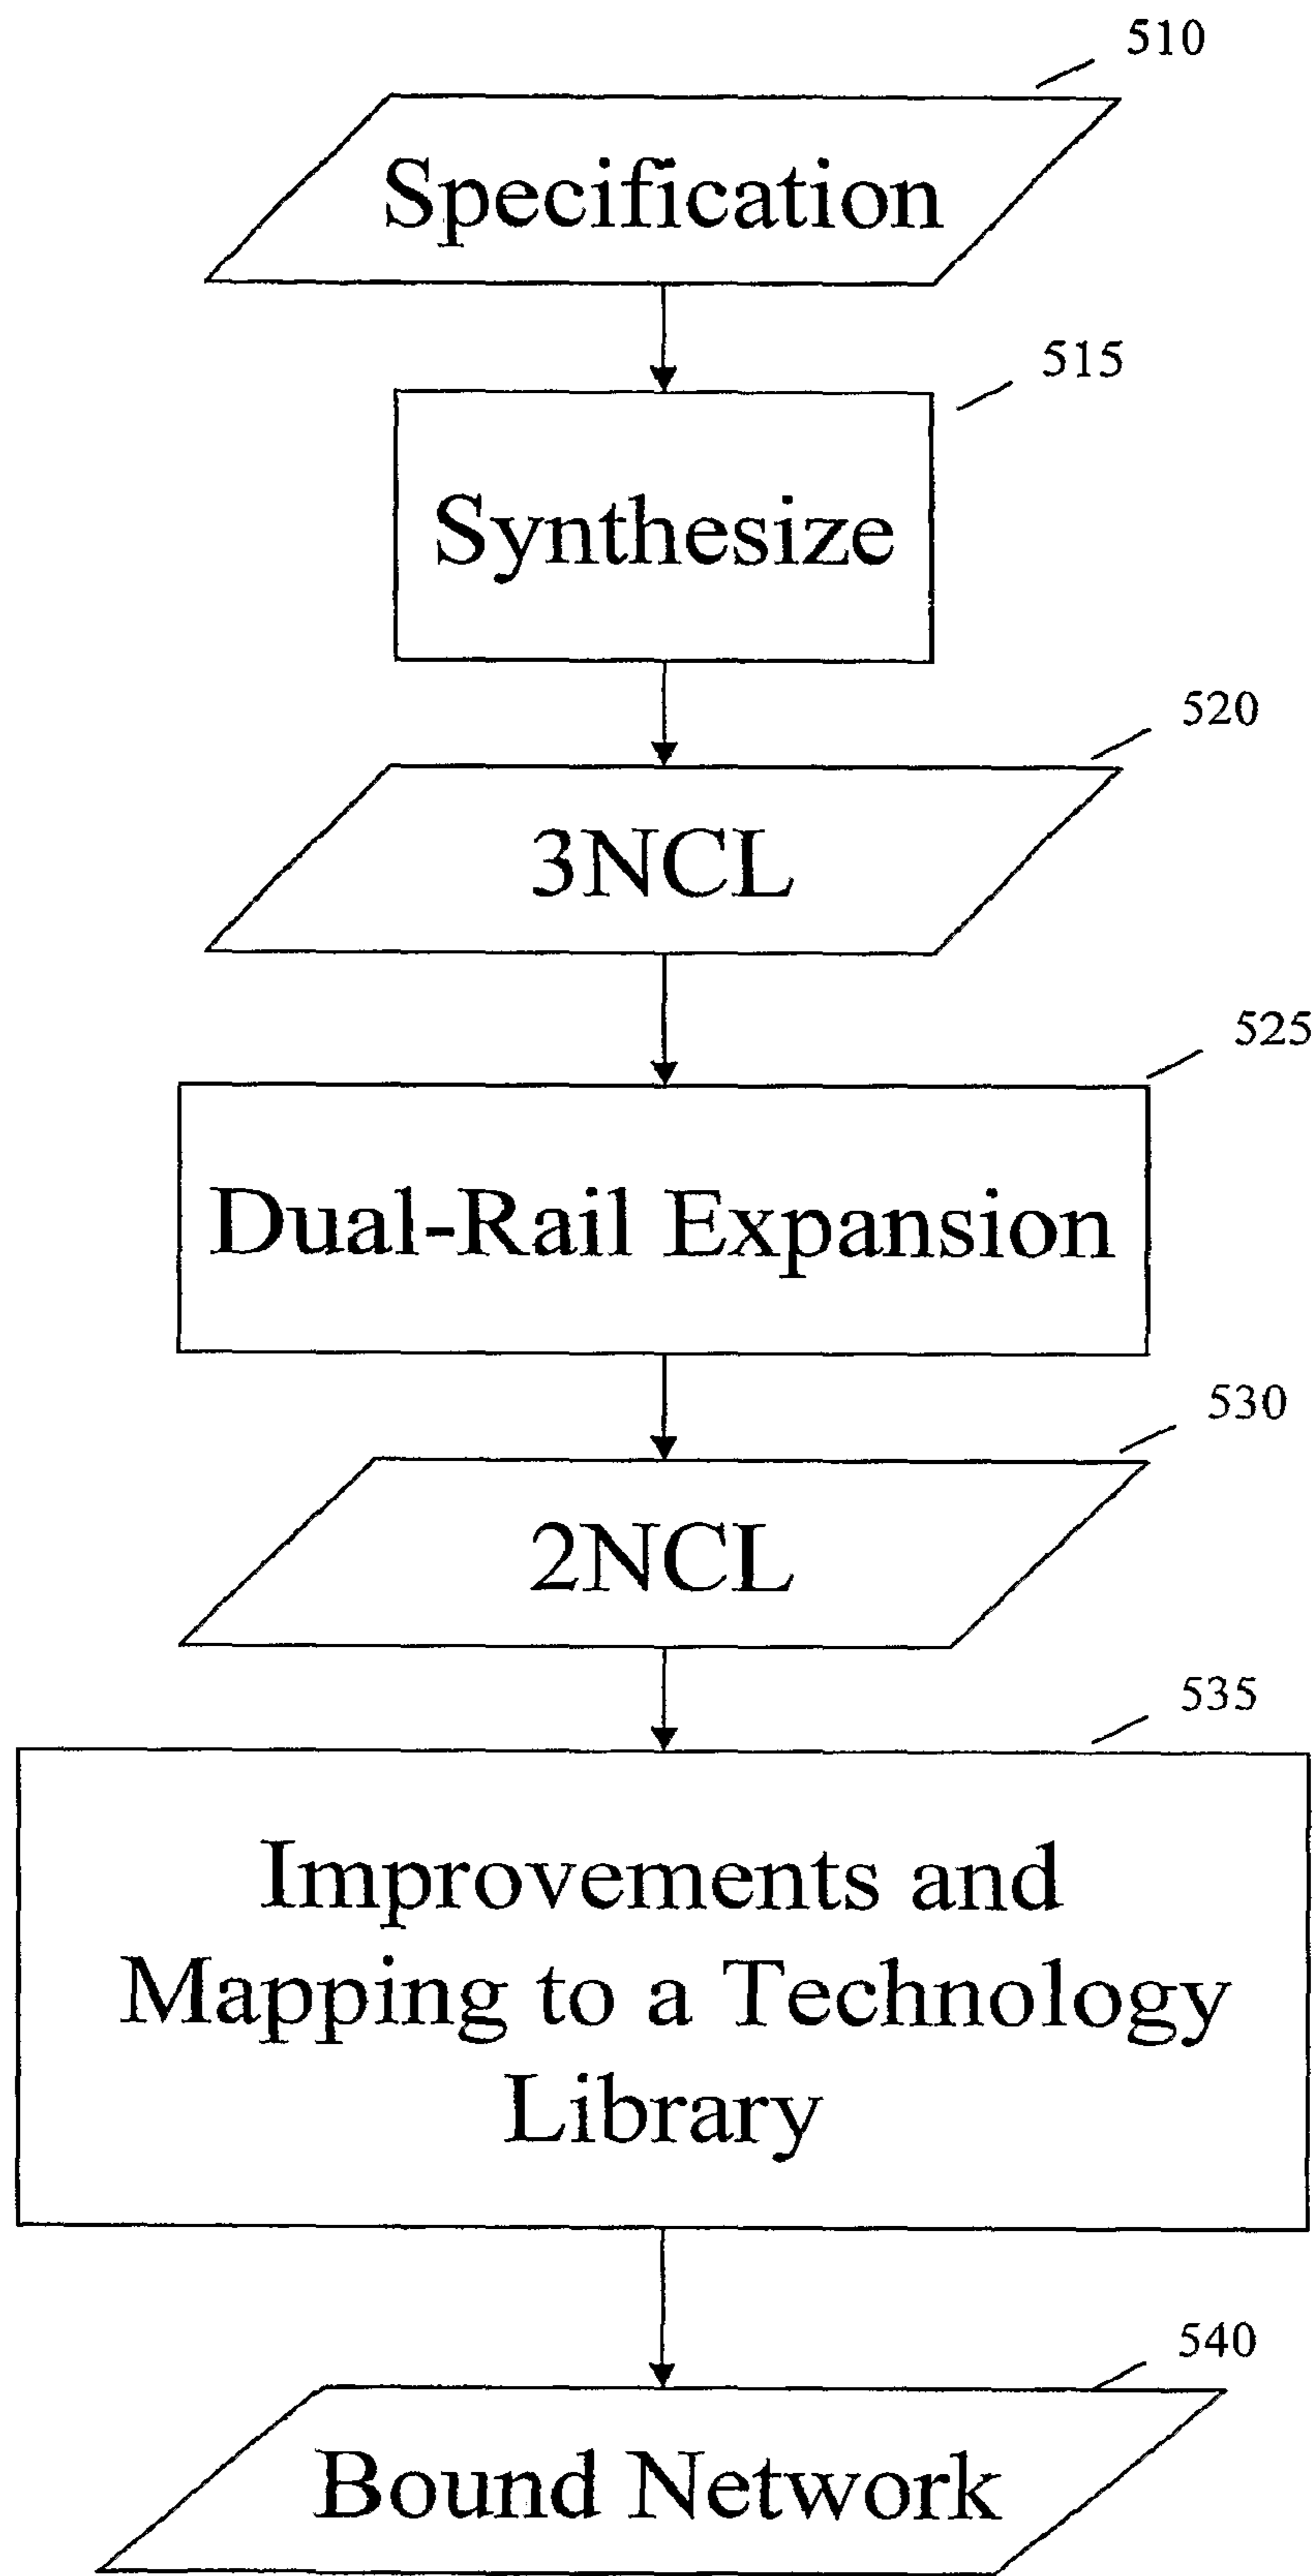 510
Specification
515
Synthesize
520
3NCL
525
Dual-Rail Expansion
530
2NCL
535
Improvements and
Mapping to a Technology
Library
540
Bound Network